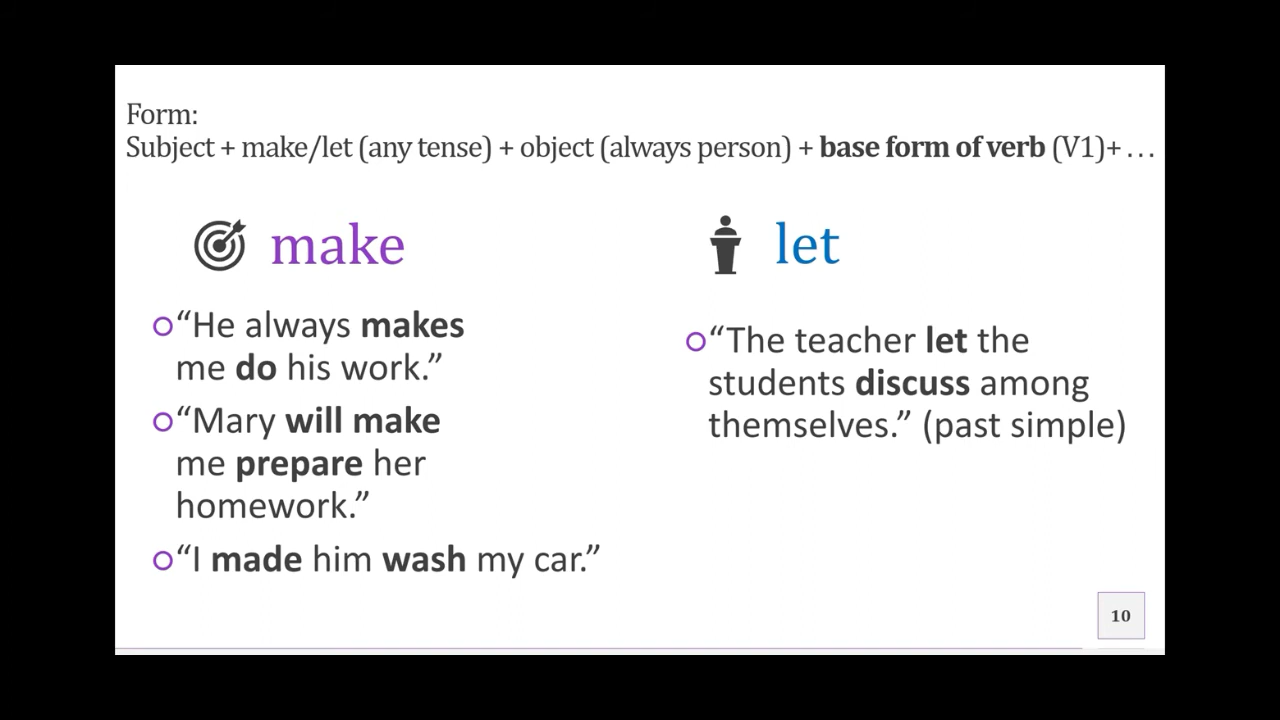 Form:
Subject + make/let (any tense) + object (always person) + base form of verb (V1)+ …
make
“He always makes
me do his work.”
“Mary will make
me prepare her
homework.”
“I made him wash my car.”
let
“The teacher let the
students discuss among
themselves.” (past simple)
10